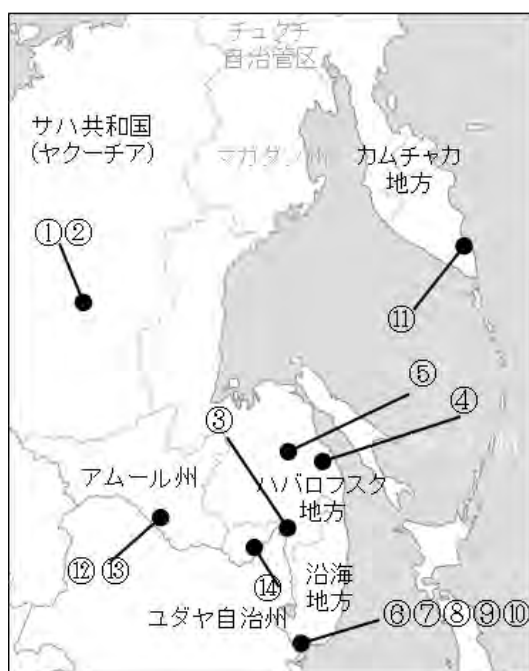 チュクチ
自治管区
サハ共和国
(ヤクーチア)
マガダン州
カムチャカ
地方
①②
⑪
⑤
④
③
アムール州
ハバロフスク
地方
⑫⑬
⑭
沿海
地方
ユダヤ自治州
⑥⑦⑧⑨⑩